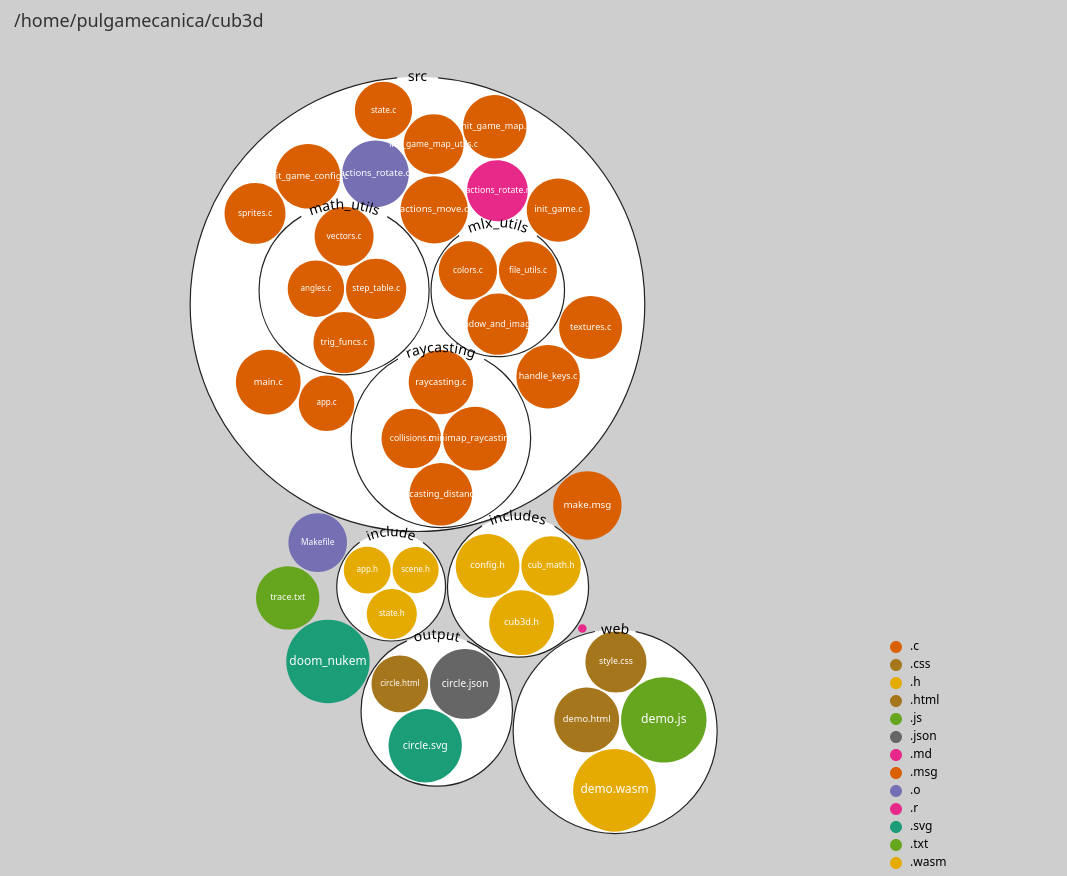 /home/pulgamecanica/cub3d
src
state.c
nit_game_map.
_game_map_utils.c
actions_rotate.o
it_game_config.c
actions_rotate.r
sprites.c
actions_move.c
init_game.c
math_utils
mlx_utils
vectors.c
colors.c
file_utils.c
angles.c
step_table.c
dow_and_imag
textures.c
trig_funcs.c
raycasting
main.c
raycasting.c
handle_keys.c
app.c
collisions.c
minimap_raycastin
casting_distanc
make.msg
includes
include
Makefile
app.h
scene.h
config.h
cub_math.h
trace.txt
state.h
cub3d.h
output
web
doom_nukem
style.css
circle.html
circle.json
demo.html
demo.js
circle.svg
demo.wasm
.c
.css
.h
.html
.js
.json
.md
.msg
.o
.r
.svg
.txt
.wasm